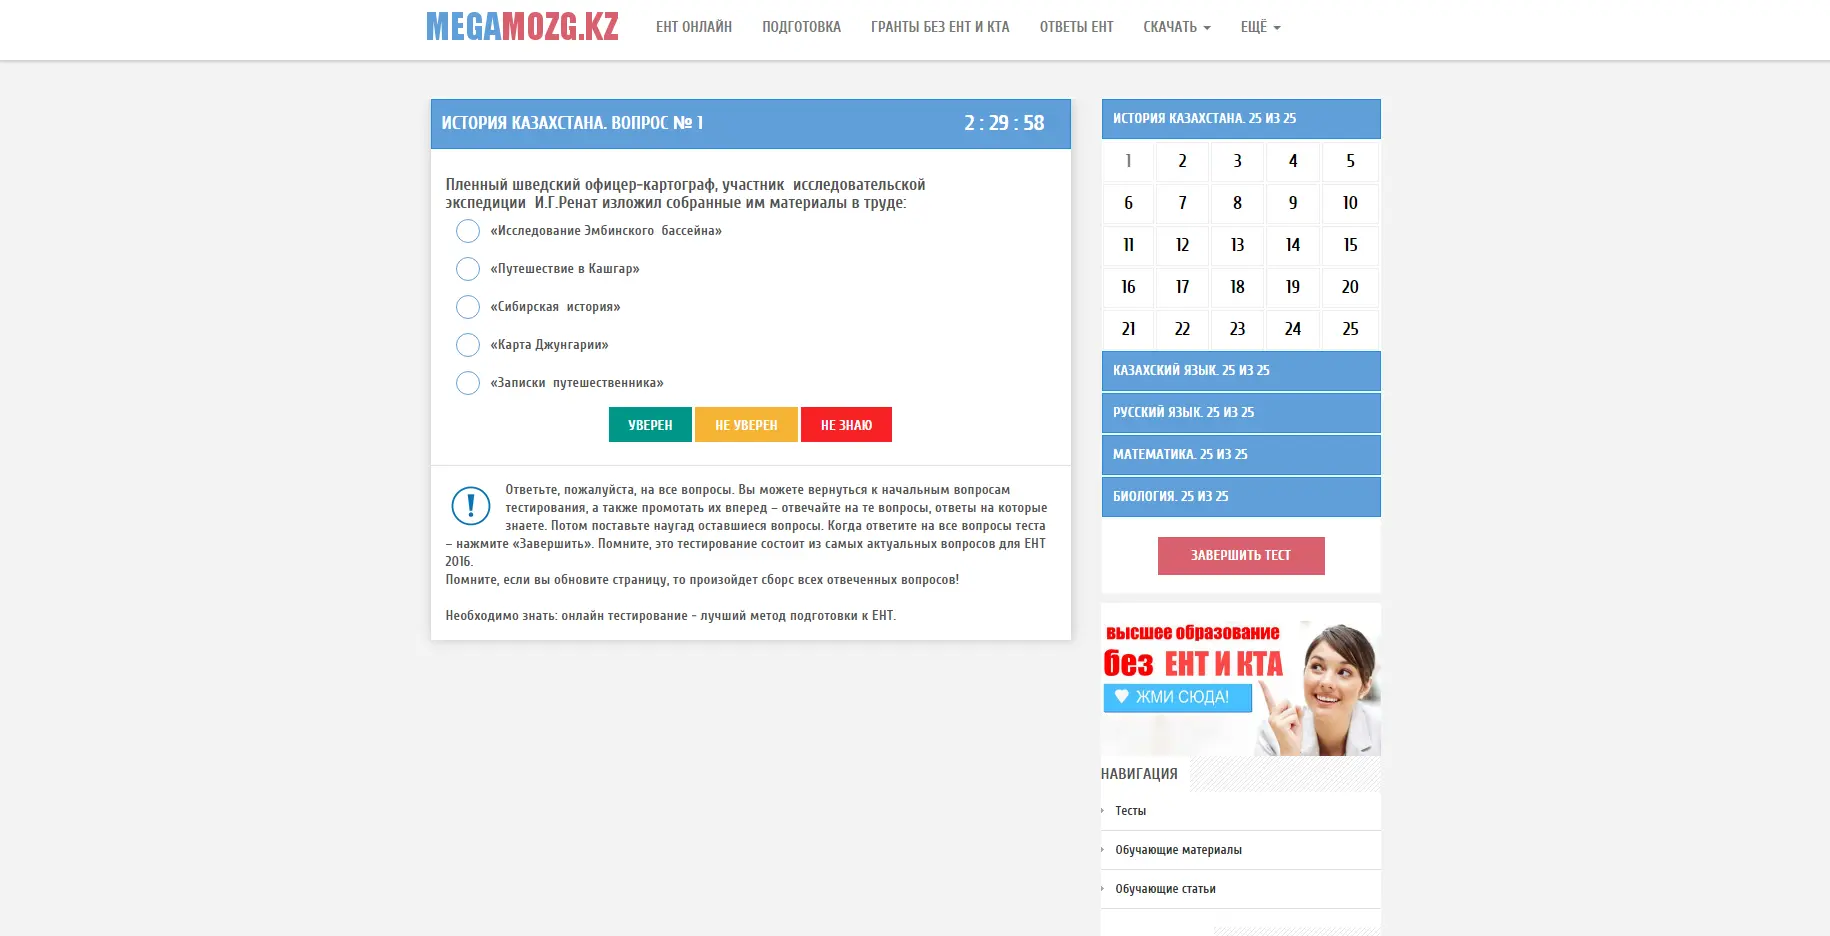 MEGAMOZG.KZ
ЕНТ ОНЛАЙН
ПОДГОТОВКА
ГРАНТЫ БЕЗ ЕНТ И КТА
ОТВЕТЫ ЕНТ
СКАЧАТЬ
ЕЩЁ
ИСТОРИЯ КАЗАХСТАНА. ВОПРОС № 1
2 : 29 : 58
Пленный шведский офицер-картограф, участник исследовательской
экспедиции И.Г.Ренат изложил собранные им материалы в труде:
«Исследование Эмбинского бассейна»
«Путешествие в Кашгар»
«Сибирская история»
«Карта Джунгарии»
«Записки путешественника»
УВЕРЕН
НЕ УВЕРЕН
НЕ ЗНАЮ
Ответьте, пожалуйста, на все вопросы. Вы можете вернуться к начальным вопросам
тестирования, а также промотать их вперед – отвечайте на те вопросы, ответы на которые
знаете. Потом поставьте наугад оставшиеся вопросы. Когда ответите на все вопросы теста
– нажмите «Завершить». Помните, это тестирование состоит из самых актуальных вопросов для ЕНТ
2016.
Помните, если вы обновите страницу, то произойдет сборс всех отвеченных вопросов!
Необходимо знать: онлайн тестирование - лучший метод подготовки к ЕНТ.
ИСТОРИЯ КАЗАХСТАНА. 25 ИЗ 25
1 2 3 4 5
6 7 8 9 10
11 12 13 14 15
16 17 18 19 20
21 22 23 24 25
КАЗАХСКИЙ ЯЗЫК. 25 ИЗ 25
РУССКИЙ ЯЗЫК. 25 ИЗ 25
МАТЕМАТИКА. 25 ИЗ 25
БИОЛОГИЯ. 25 ИЗ 25
ЗАВЕРШИТЬ ТЕСТ
высшее образование
без ЕНТ И КТА
ЖМИ СЮДА!
НАВИГАЦИЯ
Тесты
Обучающие материалы
Обучающие статьи